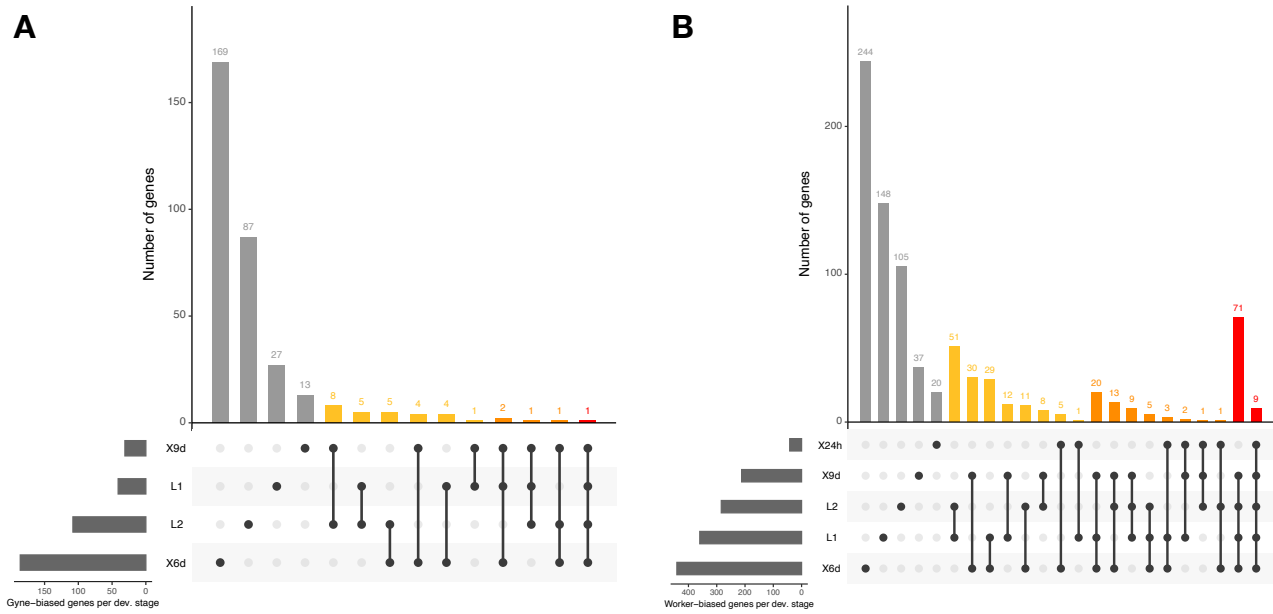 A
169
150
87
100
50
27
13
8
5
5
4
4
1
2
1
1
1
0
Number of genes
X9d
L1
L2
X6d
150 100 50 0
Gyne−biased genes per dev. stage
B
244
200
148
105
100
37
20
51
30
29
12
11
8
5
1
20
13
9
5
3
2
1
1
71
9
0
Number of genes
X24h
X9d
L2
L1
X6d
400 300 200 100 0
Worker−biased genes per dev. stage